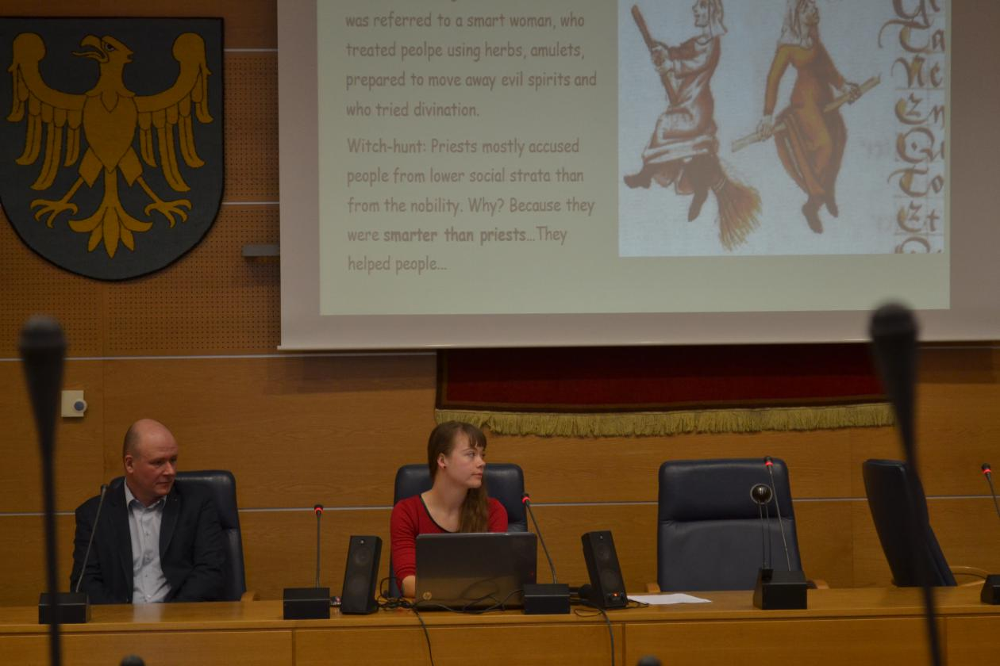 was referred to a smart woman, who
treated peolpe using herbs, amulets,
prepared to move away evil spirits and
who tried divination.
Witch-hunt: Priests mostly accused
people from lower social strata than
from the nobility. Why? Because they
were smarter than priests...They
helped people...
hp